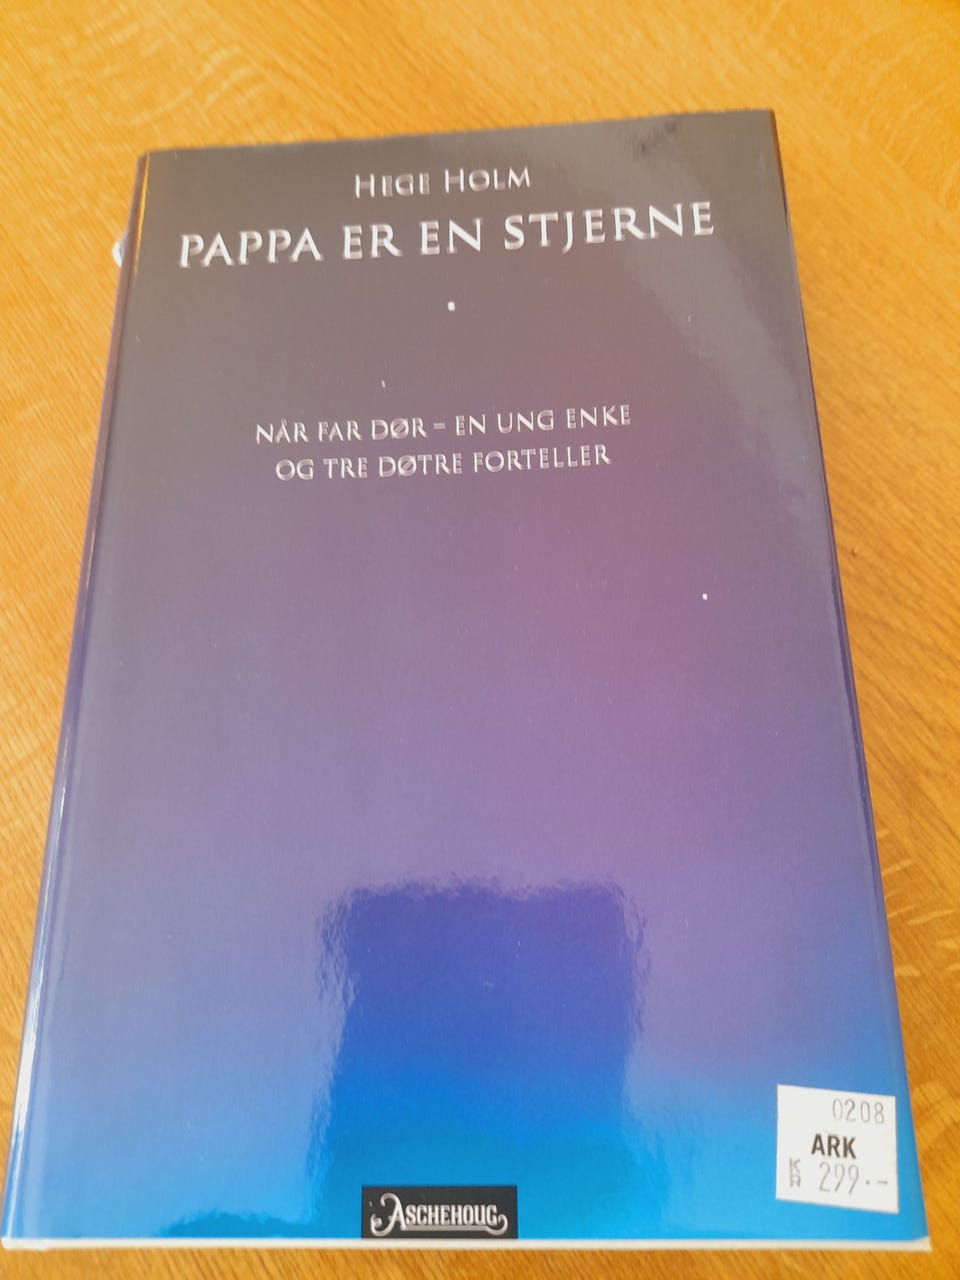 HEGE HOLM
PAPPA ER EN STJERNE
NÅR FAR DØR – EN UNG ENKE
OG TRE DØTRE FORTELLER
0208
ARK
KR 299.-
ASCHEHOUG